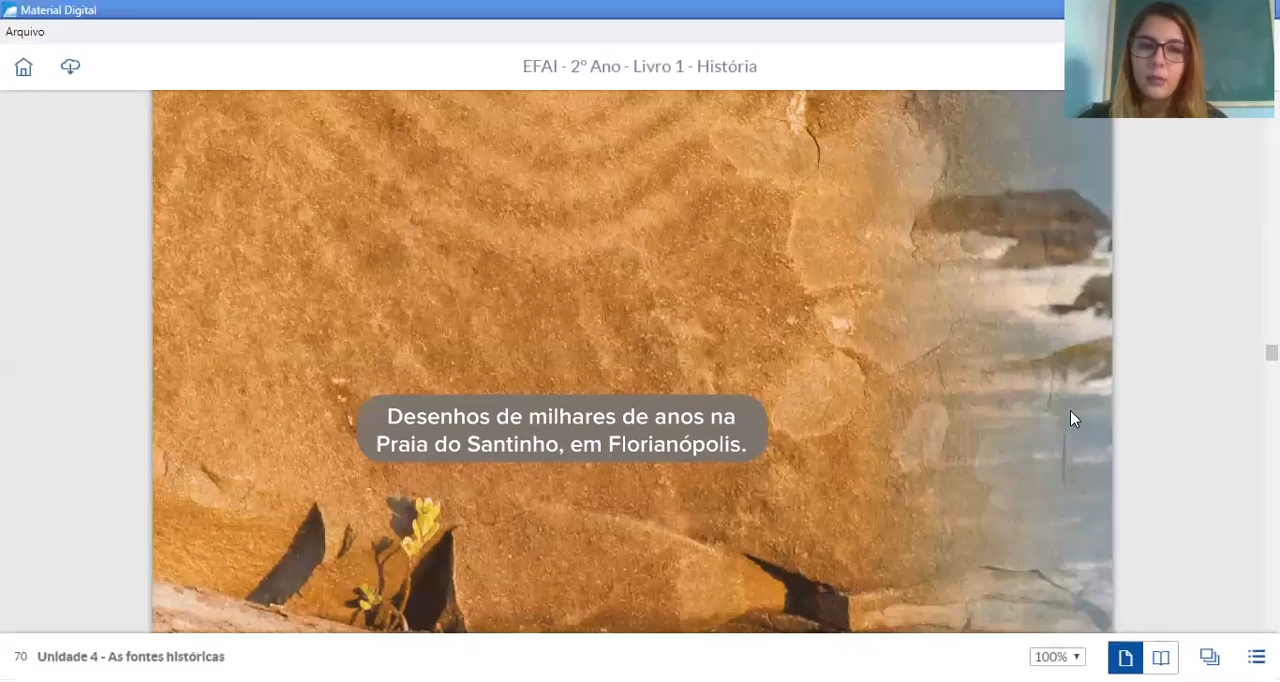 Material Digital
Arquivo
EFAI - 2º Ano - Livro 1 - História
Desenhos de milhares de anos na
Praia do Santinho, em Florianópolis.
70 Unidade 4 - As fontes históricas
100%